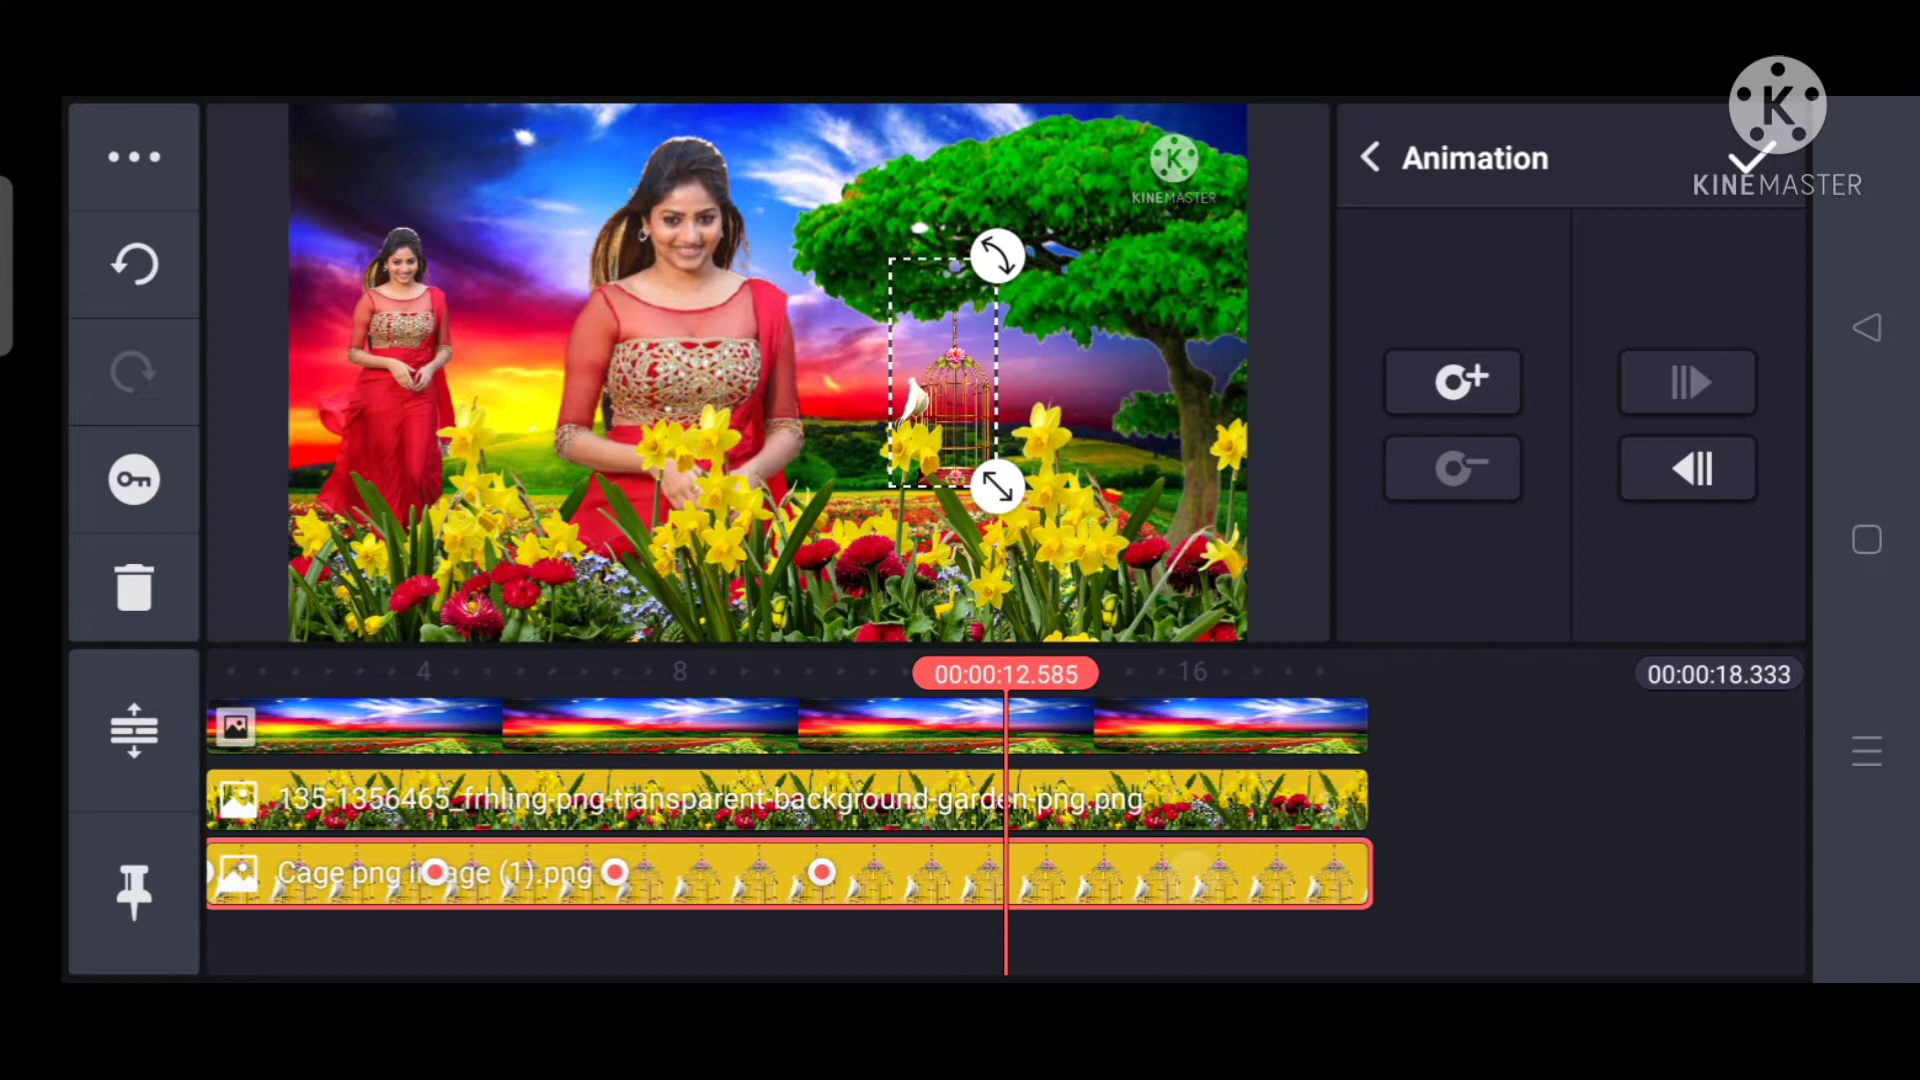 Animation
KINEMASTER
KINEMASTER
4
8
00:00:12.585
16
00:00:18.333
135-1356465_frhling-png-transparent-background-garden-png.png
Cage png image (1).png